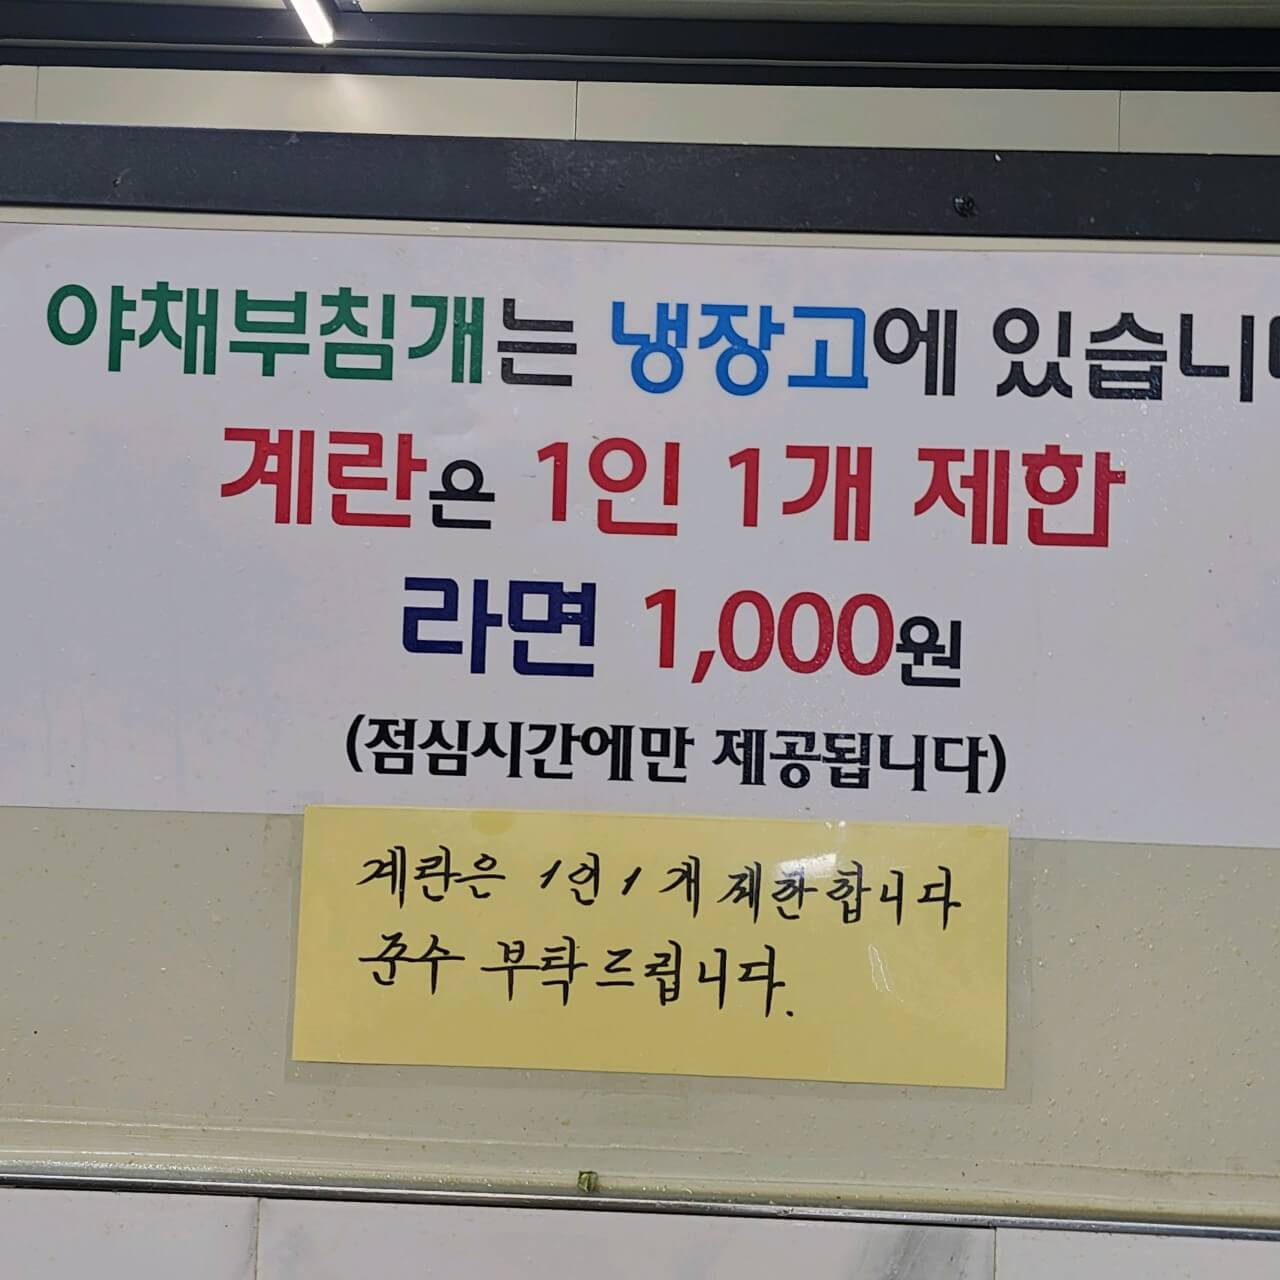 야채부침개는 냉장고에 있습니
계란은 1인 1개 제한
라면 1,000원
(점심시간에만 제공됩니다)
계란은 1인 1개 제한합니다
준수 부탁드립니다.